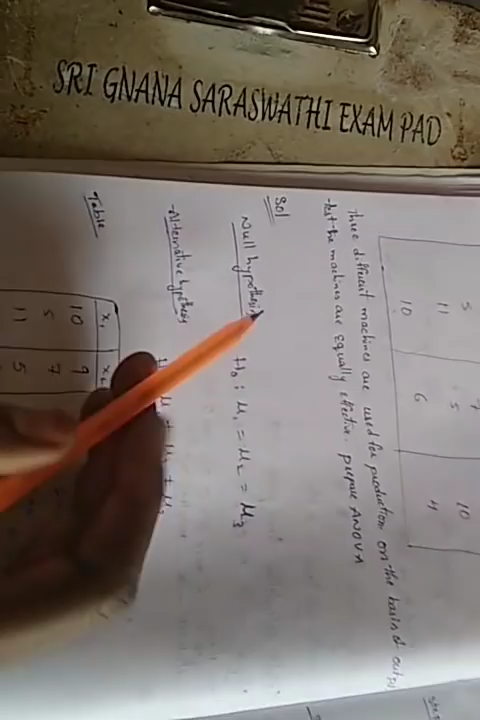 SRI GNANA SARASWATHI EXAM PAD
5 7
11 5 10
10 6 4
Three different machines are used for production on the basis of
test the machines are equally effective. prepare ANOVA
Sol
Null hypothesis H₀ : μ₁ = μ₂ = μ₃
Alternative hypothesis
Table
x₁
10 9
5 7
11 5